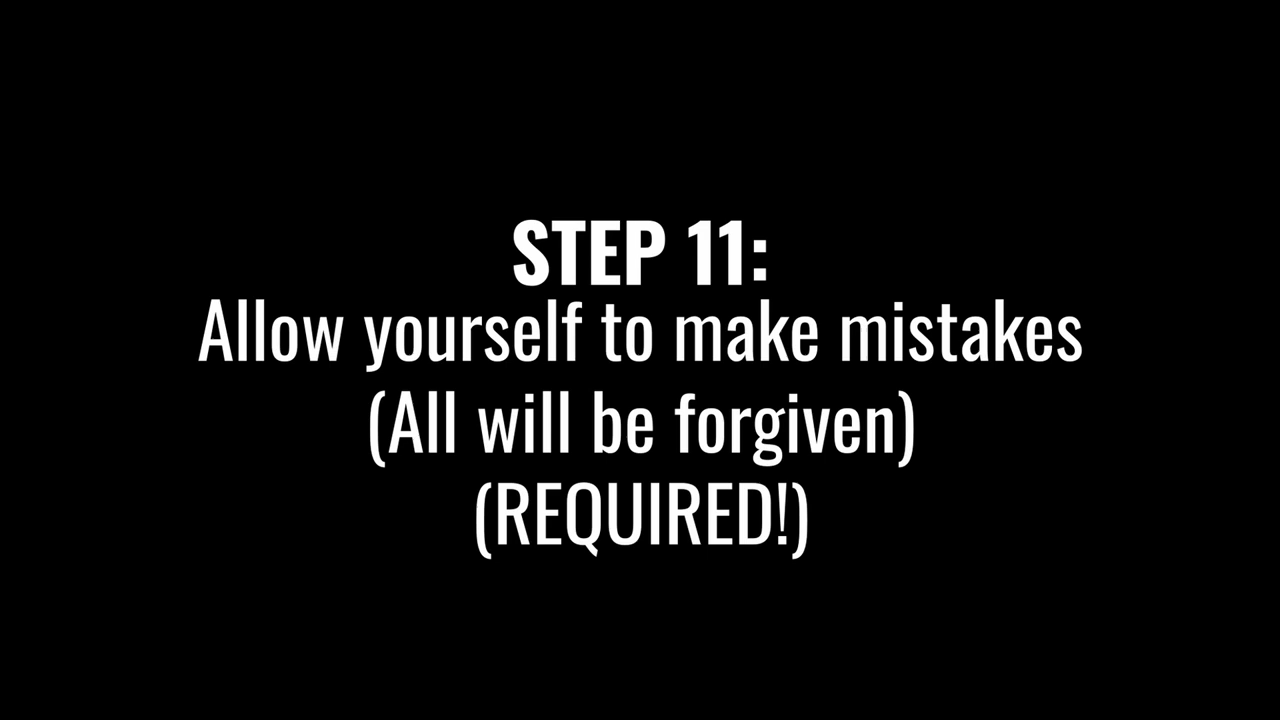 STEP 11:
Allow yourself to make mistakes
(All will be forgiven)
(REQUIRED!)